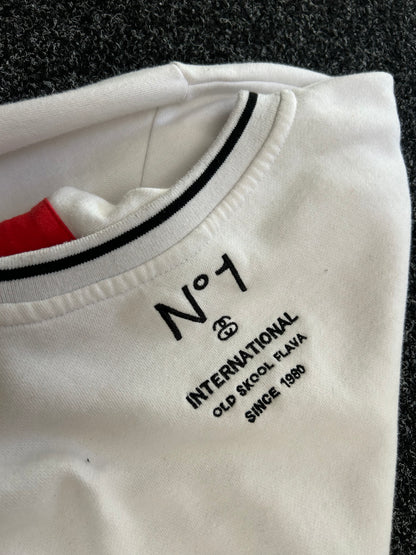 N°1
INTERNATIONAL
OLD SKOOL FLAVA
SINCE 1980